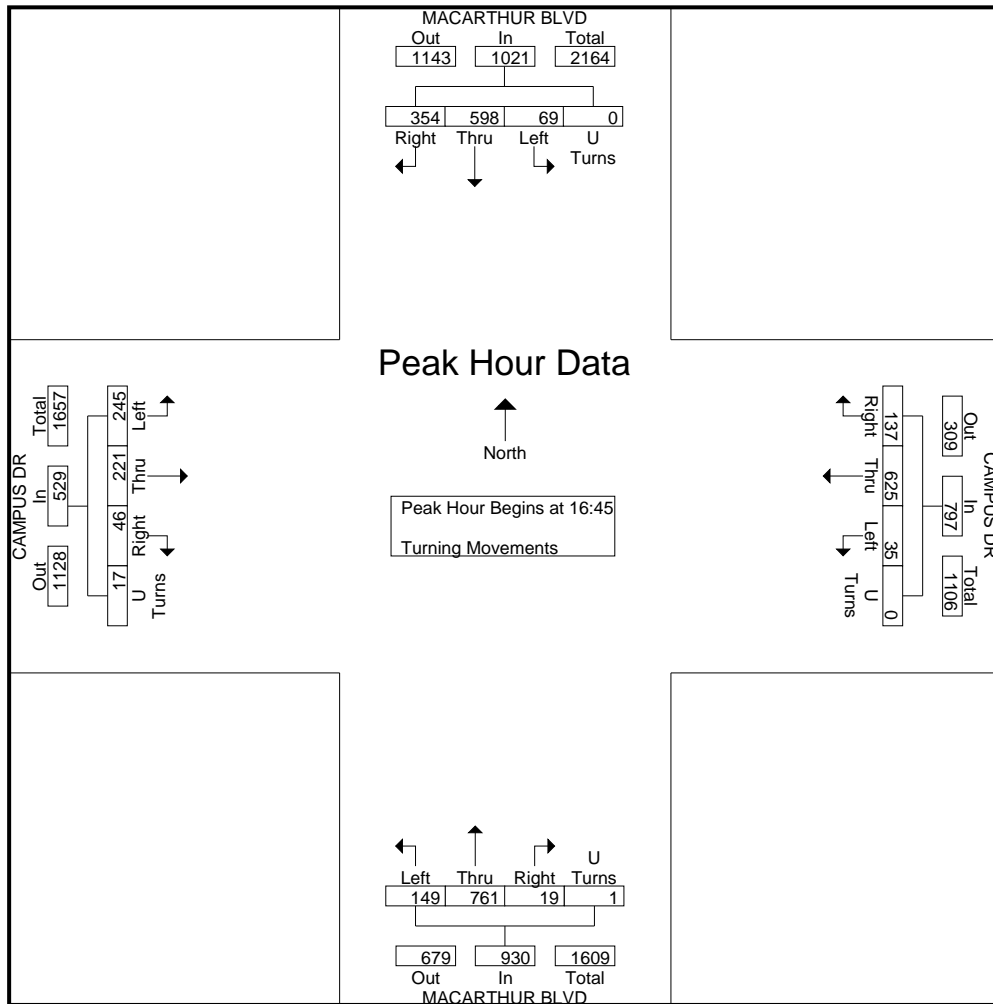 MACARTHUR BLVD
Out In Total
1143 1021 2164
354 598 69 0
Right Thru Left U
Turns
Peak Hour Data
North
Peak Hour Begins at 16:45
Turning Movements
CAMPUS DR
Out In Total
1128 529 1657
17 46 221 245
U Right Thru Left
Turns
CAMPUS DR
Out In Total
309 797 1106
137 625 35 0
Right Thru Left U
Turns
U
Left Thru Right Turns
149 761 19 1
679 930 1609
Out In Total
MACARTHUR BLVD